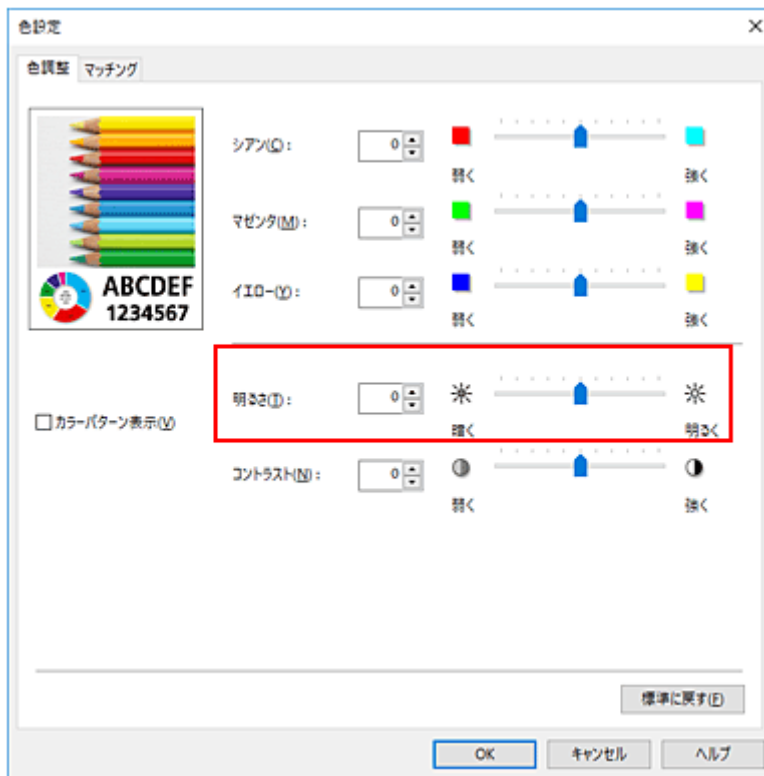 色設定
色調整 マッチング
シアン(C): 0
弱く 強く
マゼンタ(M): 0
弱く 強く
イエロー(Y): 0
弱く 強く
ABCDEF
1234567
明るさ(T): 0
暗く 明るく
カラーパターン表示(V)
コントラスト(N): 0
弱く 強く
標準に戻す(F)
OK キャンセル ヘルプ